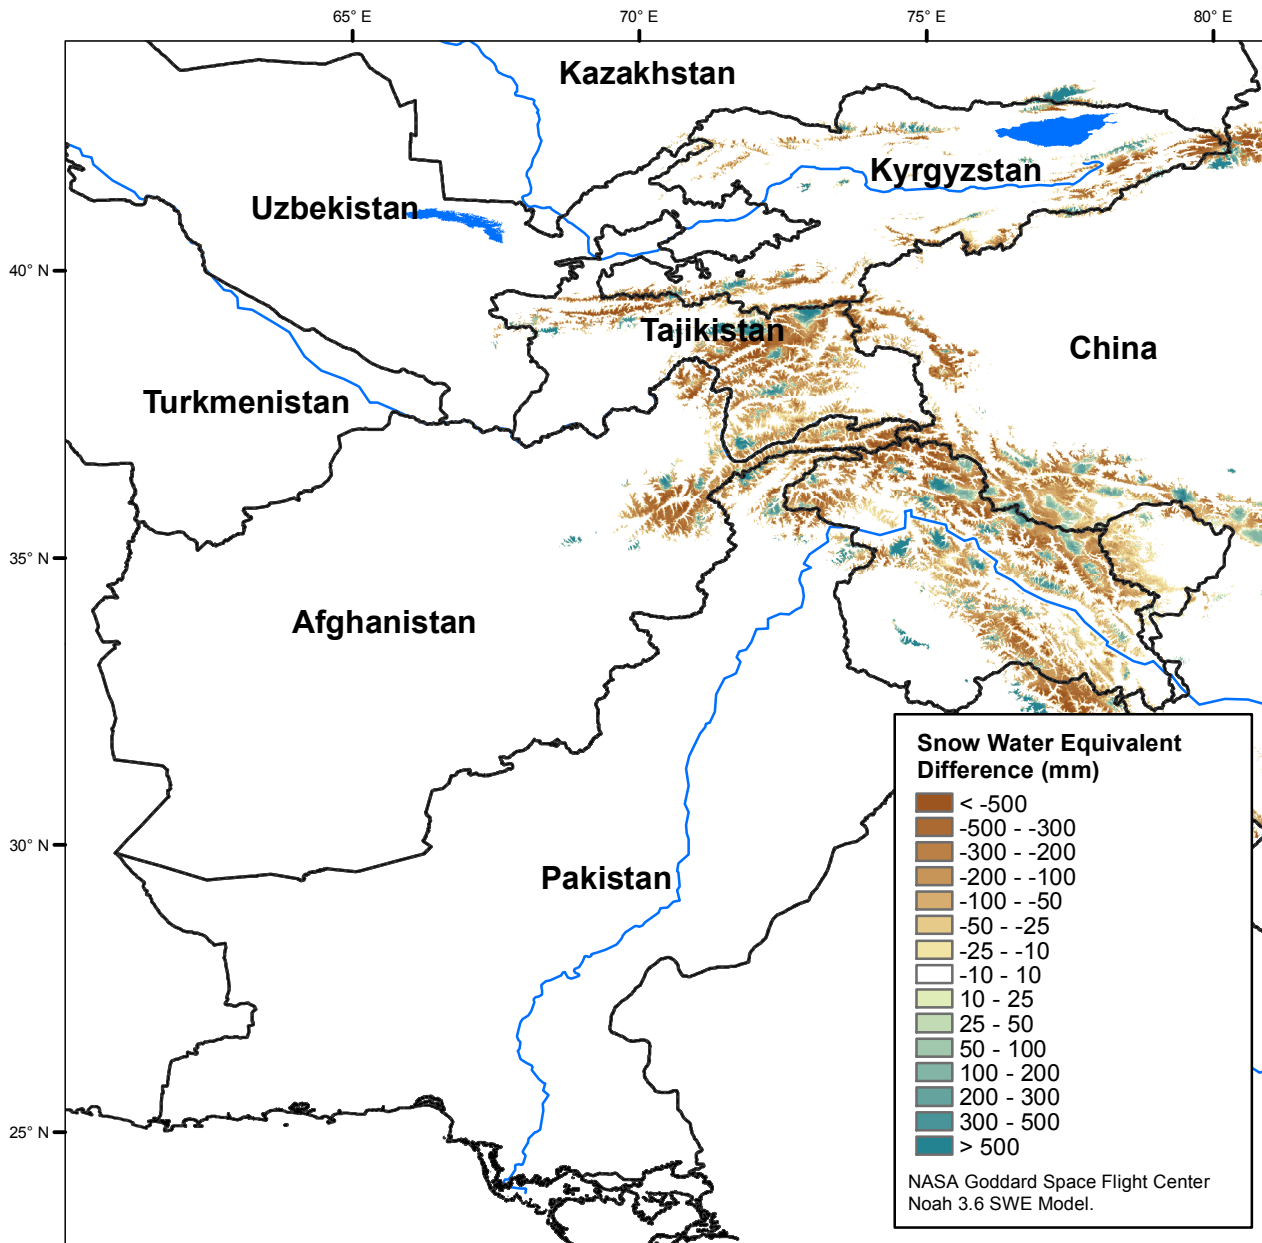 65° E
70° E
75° E
80° E
Kazakhstan
Kyrgyzstan
Uzbekistan
40° N
Tajikistan
China
Turkmenistan
35° N
Afghanistan
Snow Water Equivalent
Difference (mm)
< -500
-500 - -300
30° N
-300 - -200
Pakistan
-200 - -100
-100 - -50
-50 - -25
-25 - -10
-10 - 10
10 - 25
25 - 50
50 - 100
100 - 200
200 - 300
300 - 500
25° N
> 500
NASA Goddard Space Flight Center
Noah 3.6 SWE Model.